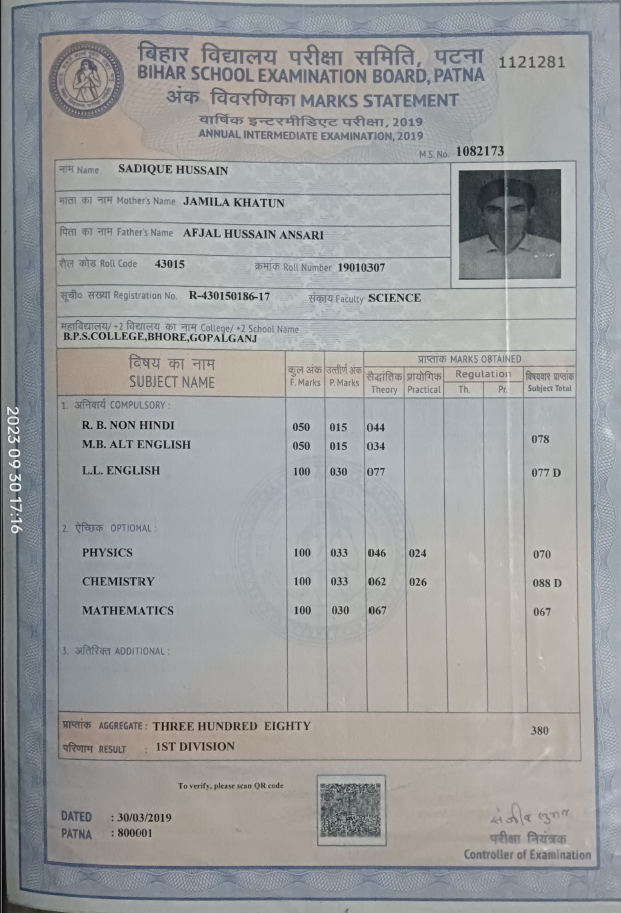 बिहार विद्यालय परीक्षा समिति, पटना
1121281
BIHAR SCHOOL EXAMINATION BOARD, PATNA
अंक विवरणिका MARKS STATEMENT
वार्षिक इन्टरमीडिएट परीक्षा, 2019
ANNUAL INTERMEDIATE EXAMINATION, 2019
M.S. No. 1082173
नाम Name SADIQUE HUSSAIN
माता का नाम Mother's Name JAMILA KHATUN
पिता का नाम Father's Name AFJAL HUSSAIN ANSARI
रौल कोड Roll Code 43015 क्रमांक Roll Number 19010307
सूची० संख्या Registration No. R-430150186-17 संकाय Faculty SCIENCE
महाविद्यालय/ +2 विद्यालय का नाम College/ +2 School Name
B.P.S.COLLEGE,BHORE,GOPALGANJ
विषय का नाम कुल अंक उत्तीर्ण अंक प्राप्तांक MARKS OBTAINED
SUBJECT NAME F. Marks P. Marks सैद्धांतिक प्रायोगिक Regulation विषयवार प्राप्तांक
Theory Practical Th. Pr. Subject Total
1. अनिवार्य COMPULSORY :
R. B. NON HINDI 050 015 044
078
M.B. ALT ENGLISH 050 015 034
L.L. ENGLISH 100 030 077 077 D
2. ऐच्छिक OPTIONAL :
PHYSICS 100 033 046 024 070
CHEMISTRY 100 033 062 026 088 D
MATHEMATICS 100 030 067 067
3. अतिरिक्त ADDITIONAL :
प्राप्तांक AGGREGATE : THREE HUNDRED EIGHTY 380
परिणाम RESULT : 1ST DIVISION
To verify, please scan QR code
DATED : 30/03/2019
PATNA : 800001
परीक्षा नियंत्रक
Controller of Examination
2023 09 30 17:16